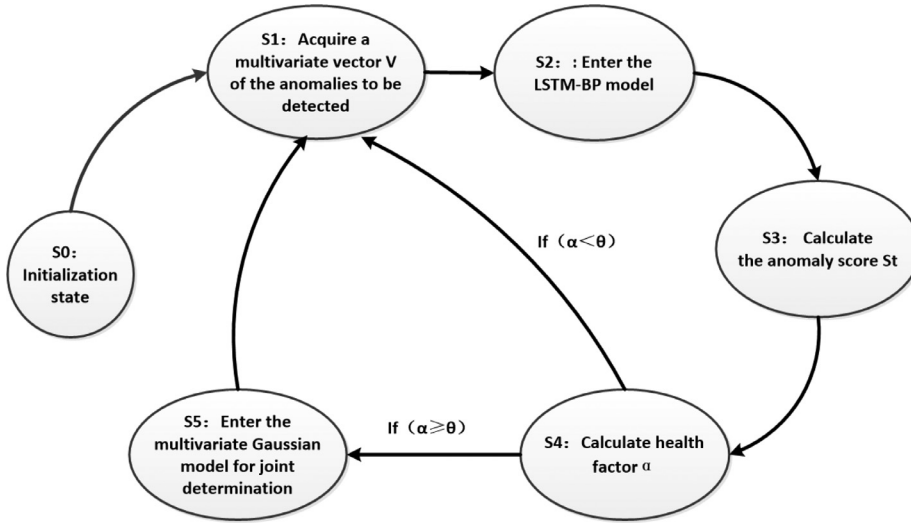 S1：Acquire a
multivariate vector V
of the anomalies to be
detected
S2：: Enter the
LSTM-BP model
S0：
Initialization
state
S3： Calculate
the anomaly score St
If（α＜θ）
S5：Enter the
multivariate Gaussian
model for joint
determination
If（α≥θ）
S4：Calculate health
factor α